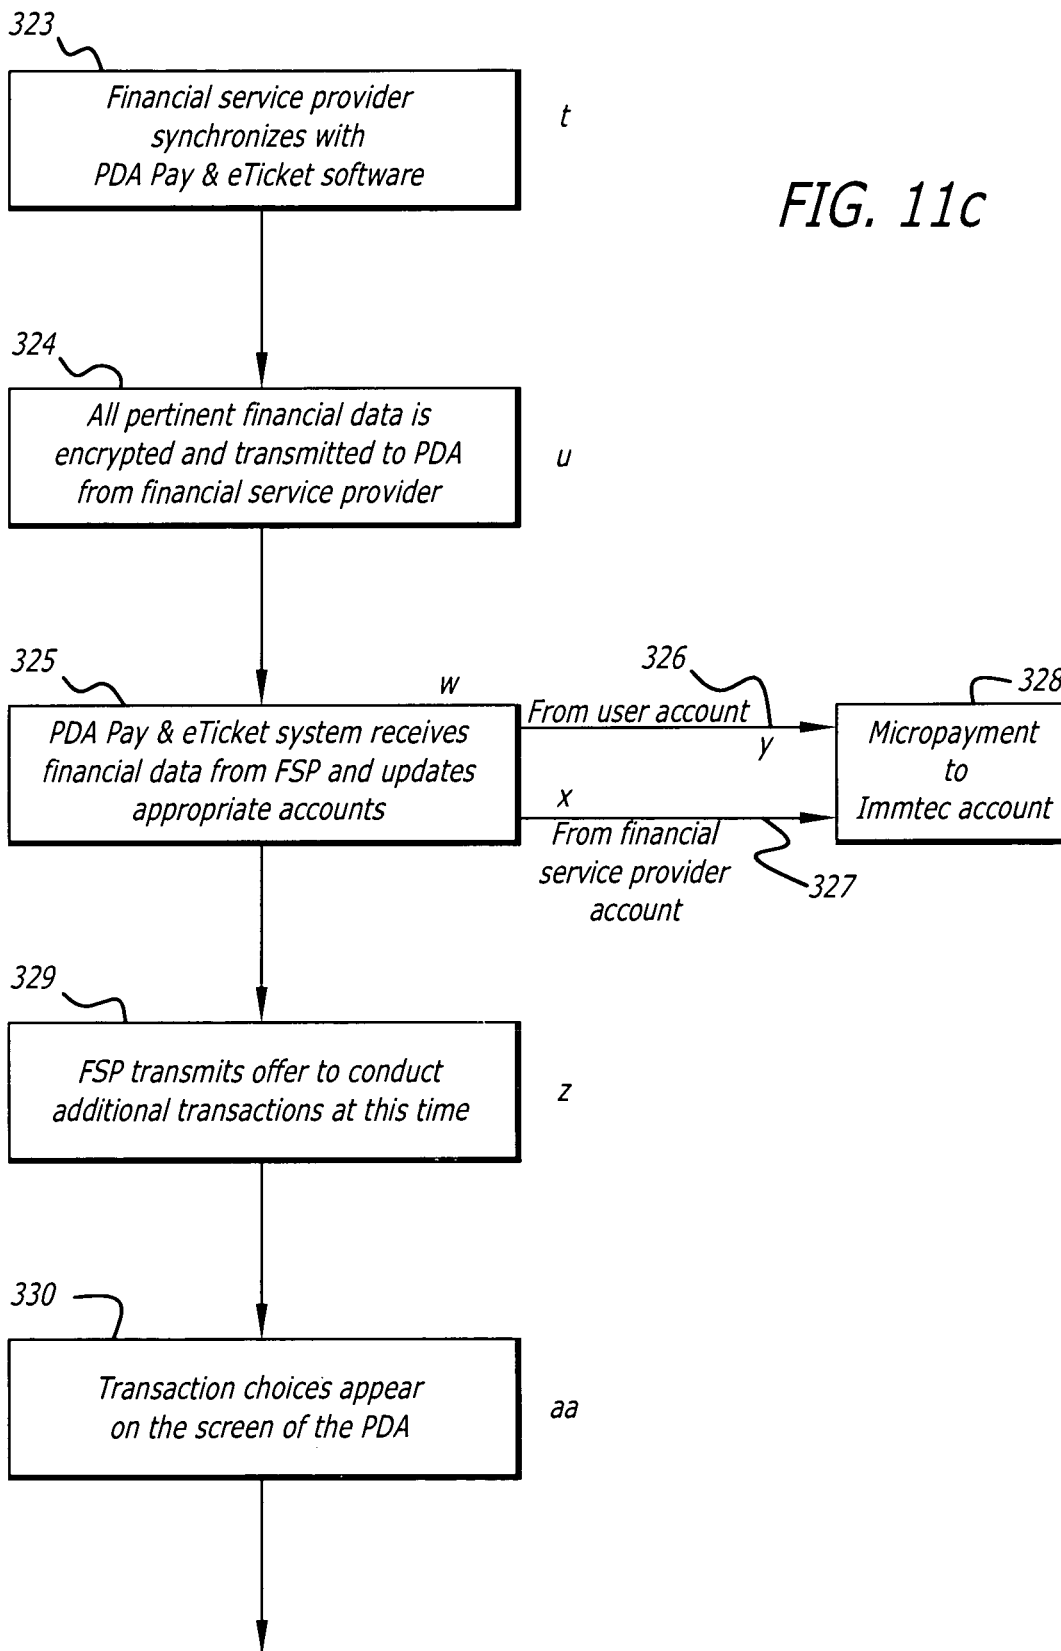 323
Financial service provider
synchronizes with
PDA Pay & eTicket software
t
FIG. 11c
324
All pertinent financial data is
encrypted and transmitted to PDA
from financial service provider
u
325
w
PDA Pay & eTicket system receives
financial data from FSP and updates
appropriate accounts
326
From user account
y
x
From financial
service provider
account
327
328
Micropayment
to
Immtec account
329
FSP transmits offer to conduct
additional transactions at this time
z
330
Transaction choices appear
on the screen of the PDA
aa